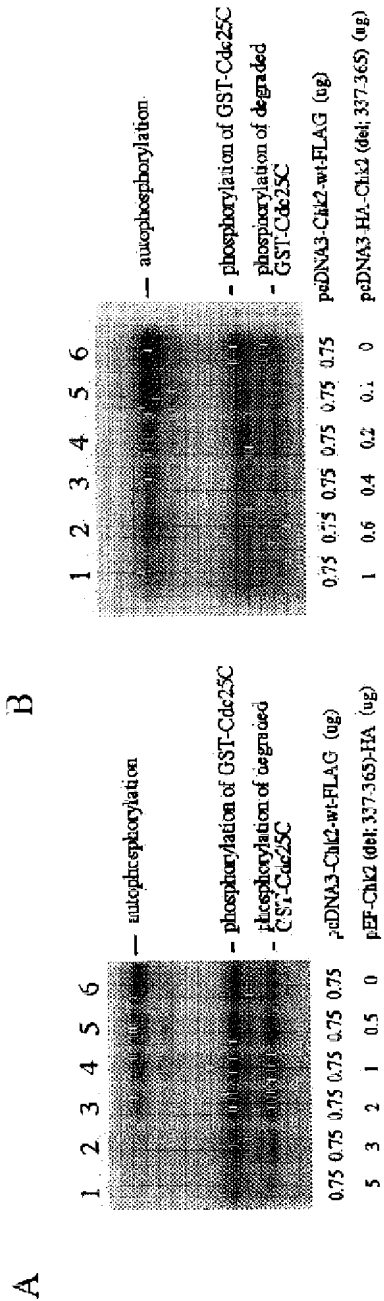 A
1 2 3 4 5 6
— autophosphorylation
– phosphorylation of GST-Cdc25C
phosphorylation of degraded
– GST-Cdc25C
0.75 0.75 0.75 0.75 0.75 0.75 pcDNA3-Chk2-wt-FLAG (ug)
5 3 2 1 0.5 0 pEF-Chk2 (del; 337-365)-HA (ug)
B
1 2 3 4 5 6
— autophosphorylation
– phosphorylation of GST-Cdc25C
phosphorylation of degraded
– GST-Cdc25C
0.75 0.75 0.75 0.75 0.75 0.75 pcDNA3-Chk2-wt-FLAG (ug)
1 0.6 0.4 0.2 0.1 0 pcDNA3-HA-Chk2 (del; 337-365) (ug)